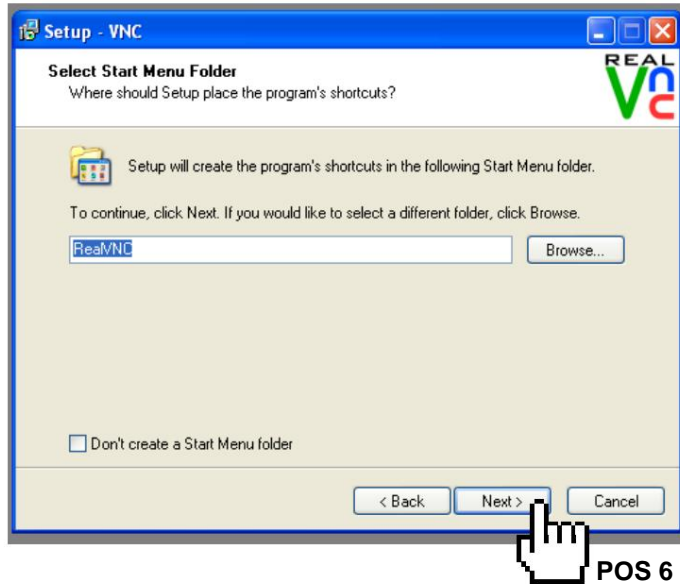 Setup - VNC
Select Start Menu Folder
Where should Setup place the program's shortcuts?
REAL
VNC
Setup will create the program's shortcuts in the following Start Menu folder.
To continue, click Next. If you would like to select a different folder, click Browse.
RealVNC
Browse...
Don't create a Start Menu folder
< Back
Next >
Cancel
POS 6